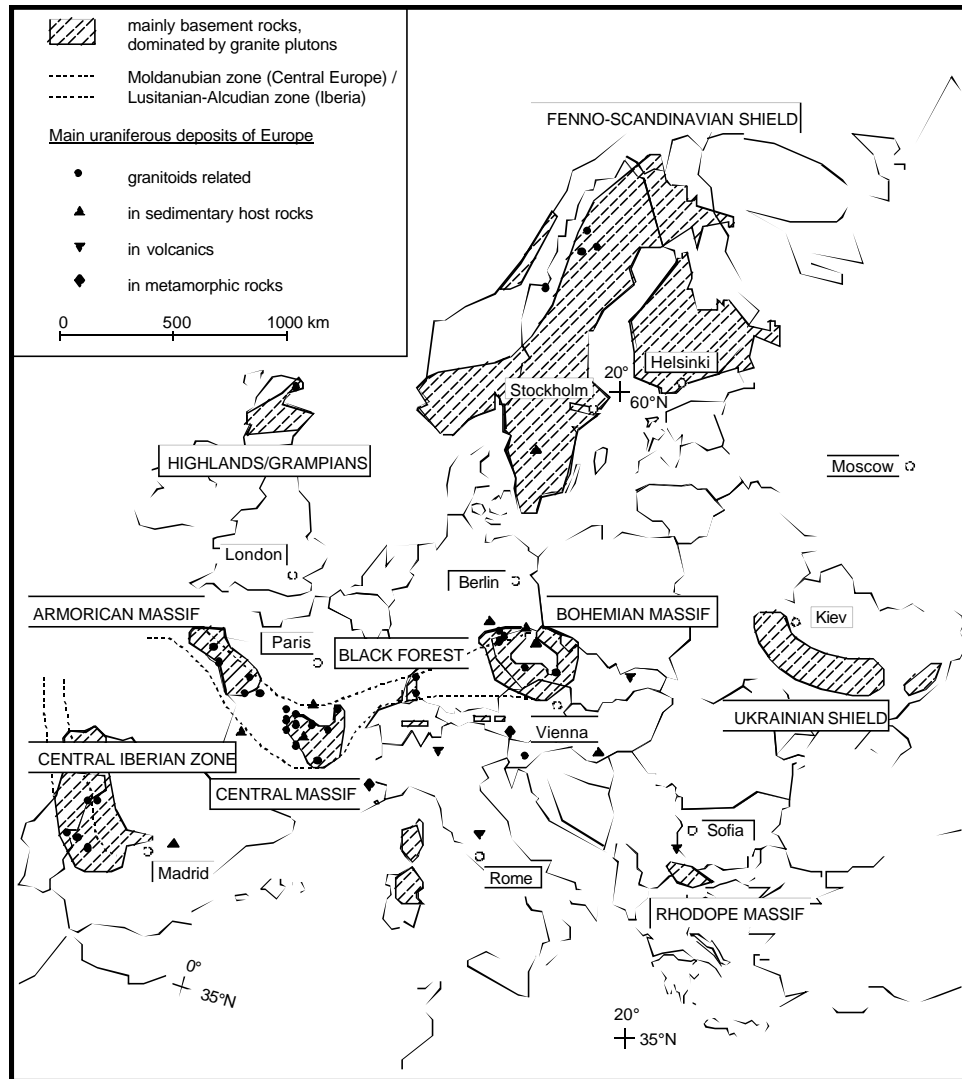 mainly basement rocks,
dominated by granite plutons
Moldanubian zone (Central Europe) /
Lusitanian-Alcudian zone (Iberia)
Main uraniferous deposits of Europe
granitoids related
in sedimentary host rocks
in volcanics
in metamorphic rocks
0 500 1000 km
FENNO-SCANDINAVIAN SHIELD
Helsinki
20°
Stockholm
60°N
HIGHLANDS/GRAMPIANS
Moscow
London
Berlin
ARMORICAN MASSIF
BOHEMIAN MASSIF
Kiev
Paris
BLACK FOREST
UKRAINIAN SHIELD
Vienna
CENTRAL IBERIAN ZONE
CENTRAL MASSIF
Sofia
Madrid
Rome
RHODOPE MASSIF
0°
35°N
20°
35°N